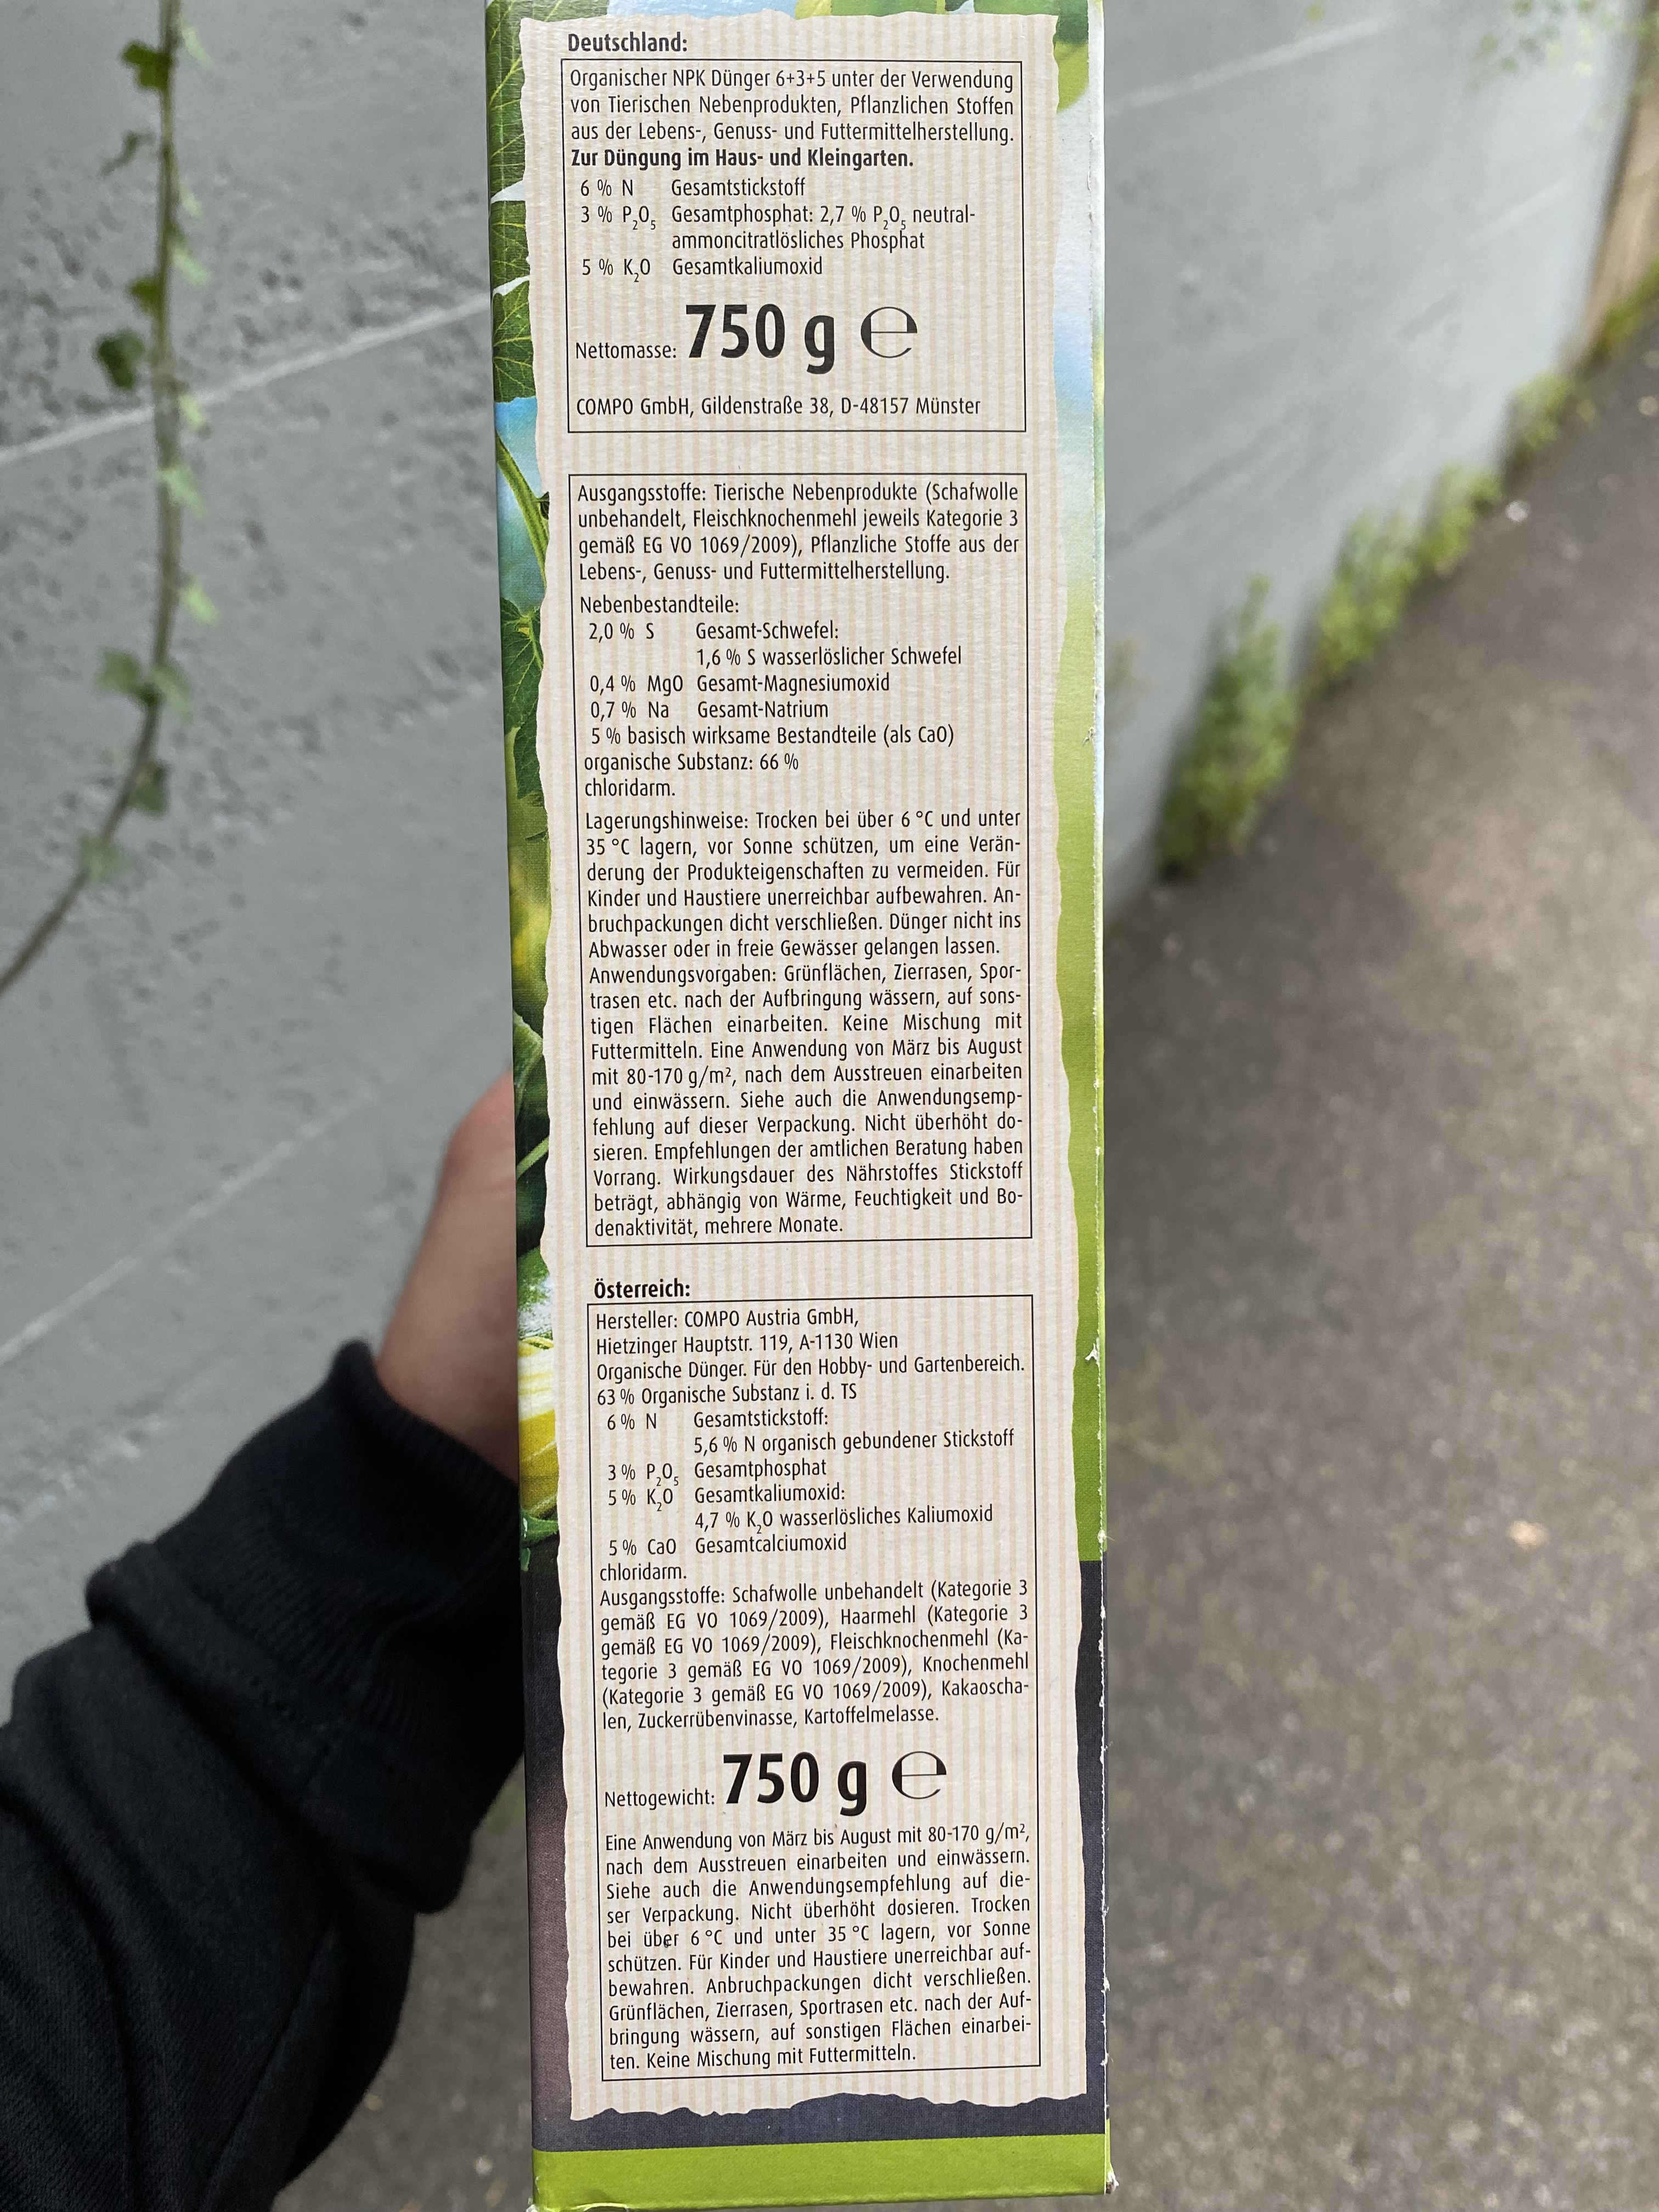 Deutschland:
Organischer NPK Dünger 6+3+5 unter der Verwendung
von Tierischen Nebenprodukten, Pflanzlichen Stoffen
aus der Lebens-, Genuss- und Futtermittelherstellung.
Zur Düngung im Haus- und Kleingarten.
6 % N Gesamtstickstoff
3 % P₂O₅ Gesamtphosphat: 2,7 % P₂O₅ neutral-
ammoncitratlösliches Phosphat
5 % K₂O Gesamtkaliumoxid
Nettomasse: 750 g ℮
COMPO GmbH, Gildenstraße 38, D-48157 Münster
Ausgangsstoffe: Tierische Nebenprodukte (Schafwolle
unbehandelt, Fleischknochenmehl jeweils Kategorie 3
gemäß EG VO 1069/2009), Pflanzliche Stoffe aus der
Lebens-, Genuss- und Futtermittelherstellung.
Nebenbestandteile:
2,0 % S Gesamt-Schwefel:
1,6 % S wasserlöslicher Schwefel
0,4 % MgO Gesamt-Magnesiumoxid
0,7 % Na Gesamt-Natrium
5 % basisch wirksame Bestandteile (als CaO)
organische Substanz: 66 %
chloridarm.
Lagerungshinweise: Trocken bei über 6 °C und unter
35 °C lagern, vor Sonne schützen, um eine Verän-
derung der Produkteigenschaften zu vermeiden. Für
Kinder und Haustiere unerreichbar aufbewahren. An-
bruchpackungen dicht verschließen. Dünger nicht ins
Abwasser oder in freie Gewässer gelangen lassen.
Anwendungsvorgaben: Grünflächen, Zierrasen, Spor-
trasen etc. nach der Aufbringung wässern, auf sons-
tigen Flächen einarbeiten. Keine Mischung mit
Futtermitteln. Eine Anwendung von März bis August
mit 80-170 g/m², nach dem Ausstreuen einarbeiten
und einwässern. Siehe auch die Anwendungsemp-
fehlung auf dieser Verpackung. Nicht überhöht do-
sieren. Empfehlungen der amtlichen Beratung haben
Vorrang. Wirkungsdauer des Nährstoffes Stickstoff
beträgt, abhängig von Wärme, Feuchtigkeit und Bo-
denaktivität, mehrere Monate.
Österreich:
Hersteller: COMPO Austria GmbH,
Hietzinger Hauptstr. 119, A-1130 Wien
Organische Dünger. Für den Hobby- und Gartenbereich.
63 % Organische Substanz i. d. TS
6 % N Gesamtstickstoff:
5,6 % N organisch gebundener Stickstoff
3 % P₂O₅ Gesamtphosphat
5 % K₂O Gesamtkaliumoxid:
4,7 % K₂O wasserlösliches Kaliumoxid
5 % CaO Gesamtcalciumoxid
chloridarm.
Ausgangsstoffe: Schafwolle unbehandelt (Kategorie 3
gemäß EG VO 1069/2009), Haarmehl (Kategorie 3
gemäß EG VO 1069/2009), Fleischknochenmehl (Ka-
tegorie 3 gemäß EG VO 1069/2009), Knochenmehl
(Kategorie 3 gemäß EG VO 1069/2009), Kakaoscha-
len, Zuckerrübenvinasse, Kartoffelmelasse.
Nettogewicht: 750 g ℮
Eine Anwendung von März bis August mit 80-170 g/m²,
nach dem Ausstreuen einarbeiten und einwässern.
Siehe auch die Anwendungsempfehlung auf die-
ser Verpackung. Nicht überhöht dosieren. Trocken
bei über 6 °C und unter 35 °C lagern, vor Sonne
schützen. Für Kinder und Haustiere unerreichbar auf-
bewahren. Anbruchpackungen dicht verschließen.
Grünflächen, Zierrasen, Sportrasen etc. nach der Auf-
bringung wässern, auf sonstigen Flächen einarbei-
ten. Keine Mischung mit Futtermitteln.